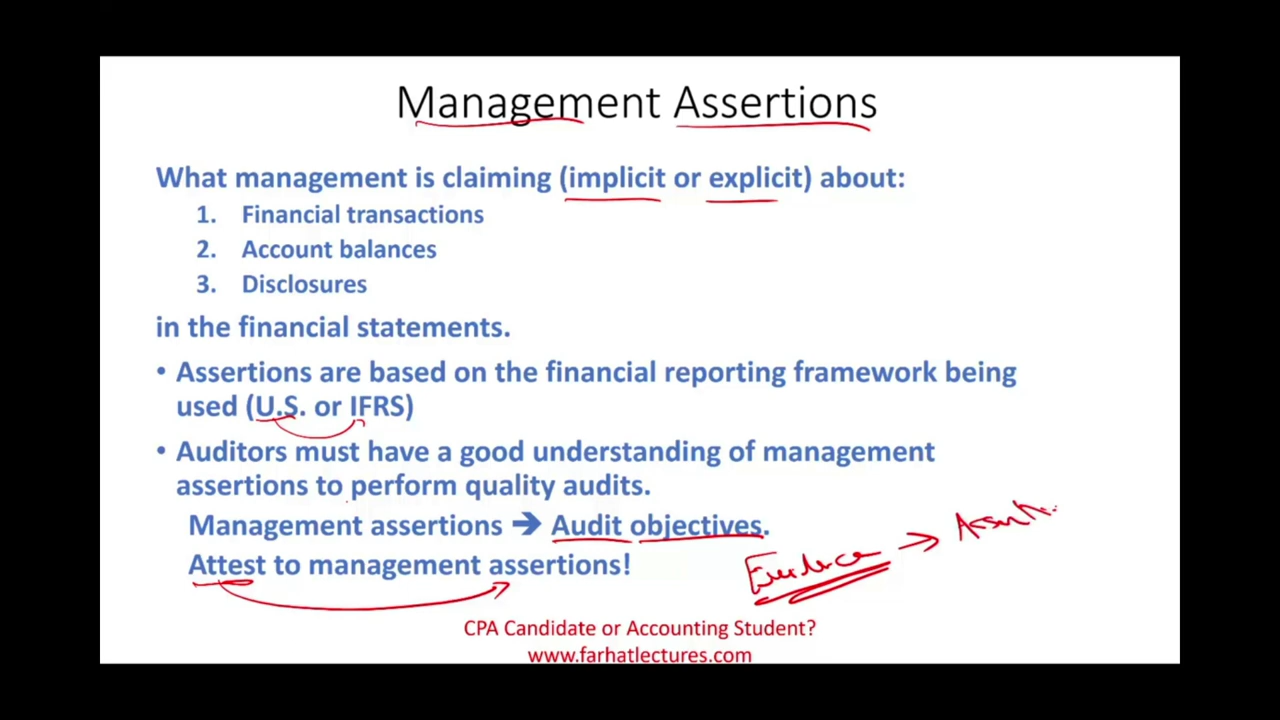 Management Assertions
What management is claiming (implicit or explicit) about:
1. Financial transactions
2. Account balances
3. Disclosures
in the financial statements.
• Assertions are based on the financial reporting framework being
used (U.S. or IFRS)
• Auditors must have a good understanding of management
assertions to perform quality audits.
Management assertions ➔ Audit objectives.
Attest to management assertions!
Evidence →
CPA Candidate or Accounting Student?
www.farhatlectures.com